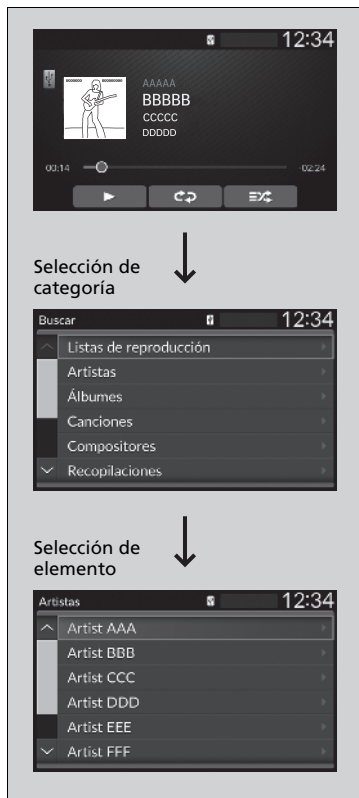 12:34
AAAAA
BBBBB
CCCCC
DDDDD
00:14
-02:24
Selección de
categoría
Buscar
12:34
Listas de reproducción
Artistas
Álbumes
Canciones
Compositores
Recopilaciones
Selección de
elemento
Artistas
12:34
Artist AAA
Artist BBB
Artist CCC
Artist DDD
Artist EEE
Artist FFF